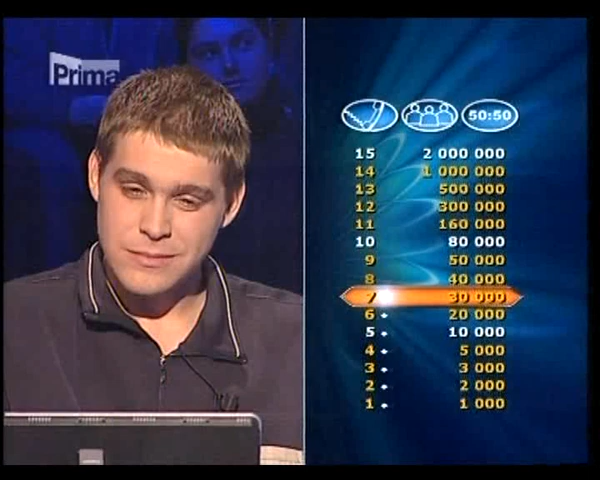 Prima
50:50
15 2 000 000
14 1 000 000
13 500 000
12 300 000
11 160 000
10 80 000
9 50 000
8 40 000
7 30 000
6 20 000
5 10 000
4 5 000
3 3 000
2 2 000
1 1 000